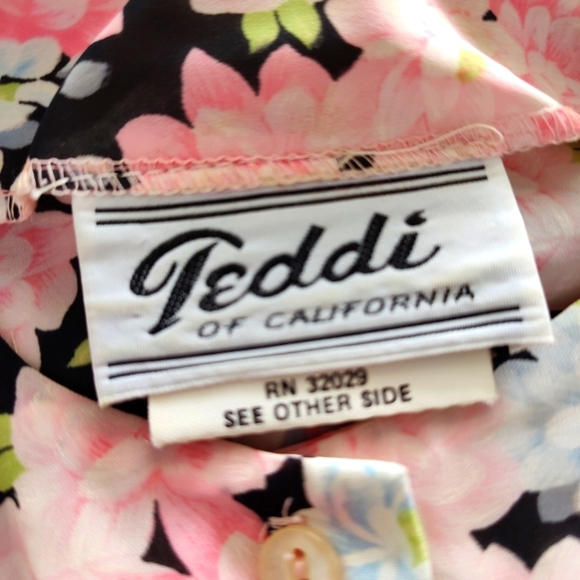 Teddi
OF CALIFORNIA
RN 32029
SEE OTHER SIDE